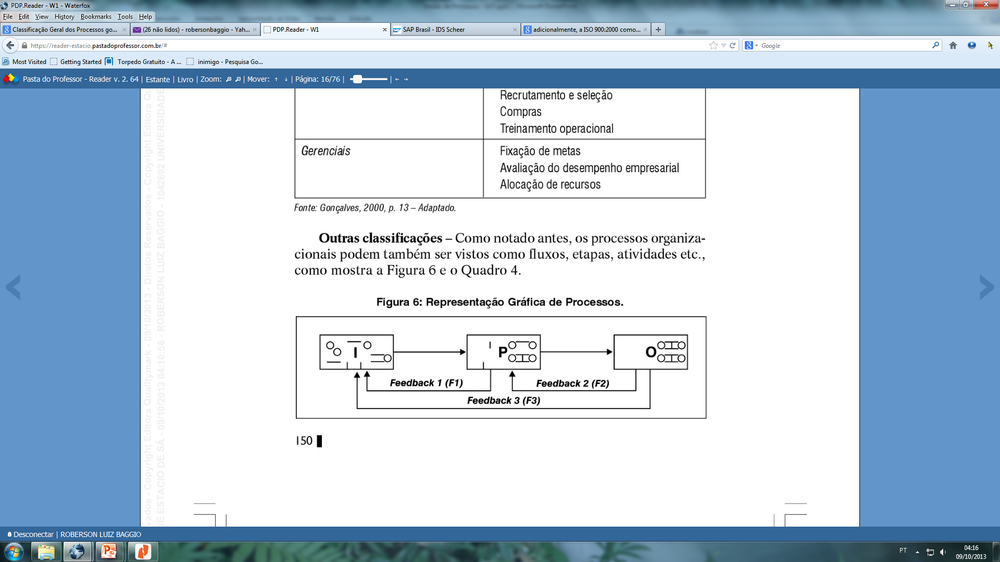 PDP.Reader - W1 - Waterfox
File Edit View History Bookmarks Tools Help
Classificação Geral dos Processos go...
(26 não lidos) - robersonbaggio - Yah...
PDP.Reader - W1
SAP Brasil - IDS Scheer
adicionalmente, a ISO 900:2000 como...
https://reader-estacio.pastadoprofessor.com.br/#
Google
Most Visited Getting Started Torpedo Gratuito - A ... inimigo - Pesquisa Go...
Pasta do Professor - Reader v. 2. 64 | Estante | Livro | Zoom: | Mover: ↑ ↓ | Página: 16/76 | | ← →
Recrutamento e seleção
Compras
Treinamento operacional
Gerenciais
Fixação de metas
Avaliação do desempenho empresarial
Alocação de recursos
Fonte: Gonçalves, 2000, p. 13 – Adaptado.
Outras classificações – Como notado antes, os processos organiza-
cionais podem também ser vistos como fluxos, etapas, atividades etc.,
como mostra a Figura 6 e o Quadro 4.
Figura 6: Representação Gráfica de Processos.
I
P
O
Feedback 1 (F1)
Feedback 2 (F2)
Feedback 3 (F3)
150
vados - Copyright Editora Qualitymark - 09/10/2013 - Diretos Reservados - Copyright Editora Qu
DE ESTACIO DE SÁ - 09/10/2013 04:10:56 - ROBERSON LUIZ BAGGIO - 1042692 UNIVERSIDADE
Desconectar | ROBERSON LUIZ BAGGIO
PT
04:16
09/10/2013